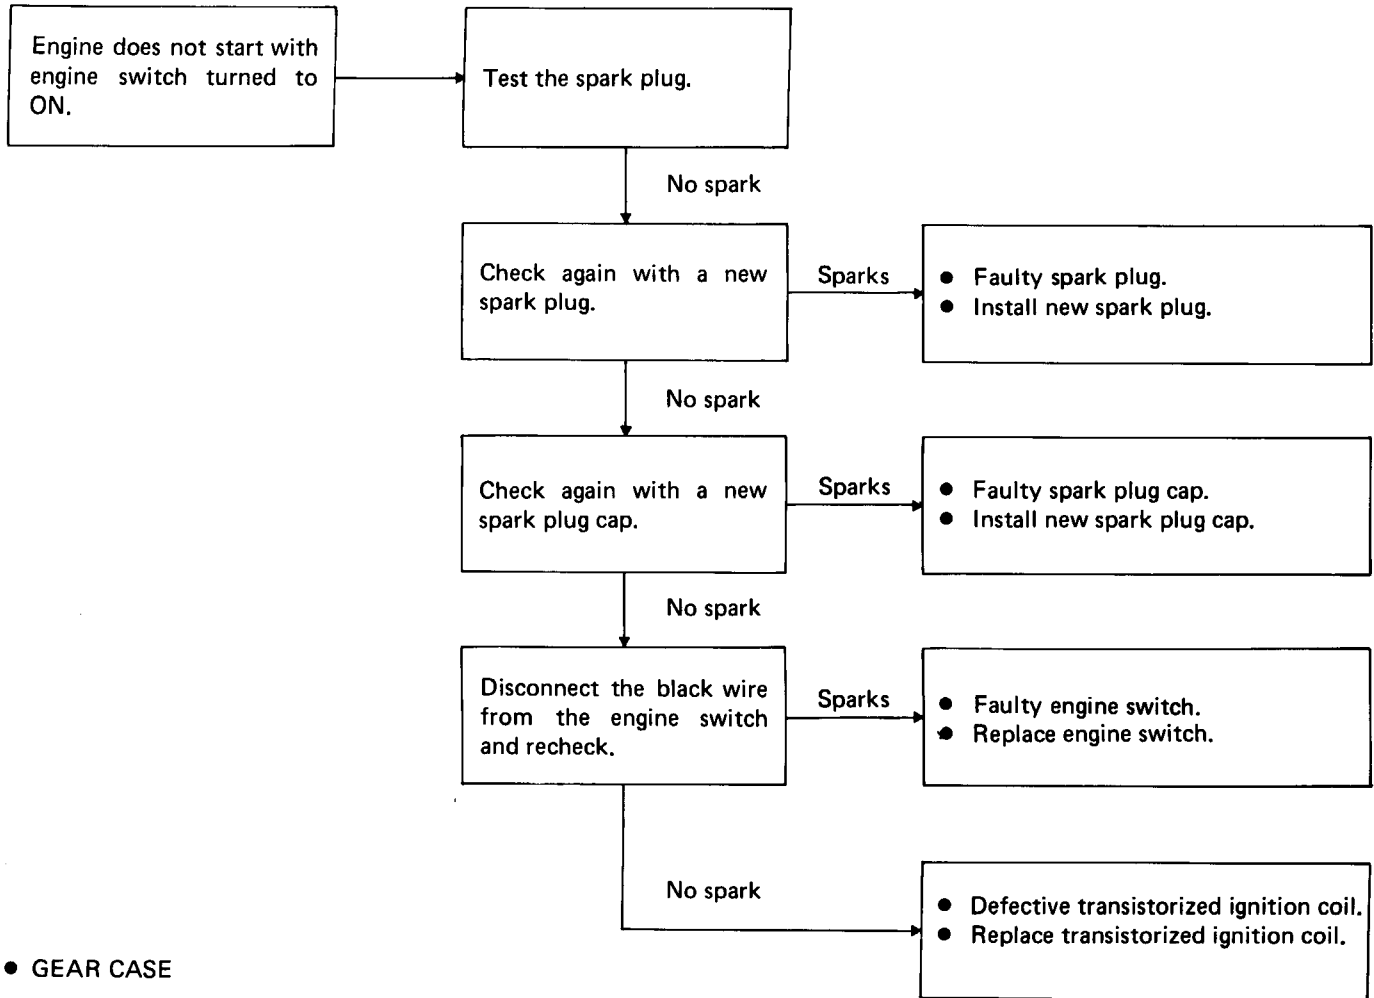 Engine does not start with
engine switch turned to
ON.
Test the spark plug.
No spark
Check again with a new
spark plug.
Sparks
● Faulty spark plug.
● Install new spark plug.
No spark
Check again with a new
spark plug cap.
Sparks
● Faulty spark plug cap.
● Install new spark plug cap.
No spark
Disconnect the black wire
from the engine switch
and recheck.
Sparks
● Faulty engine switch.
● Replace engine switch.
No spark
● Defective transistorized ignition coil.
● Replace transistorized ignition coil.
● GEAR CASE